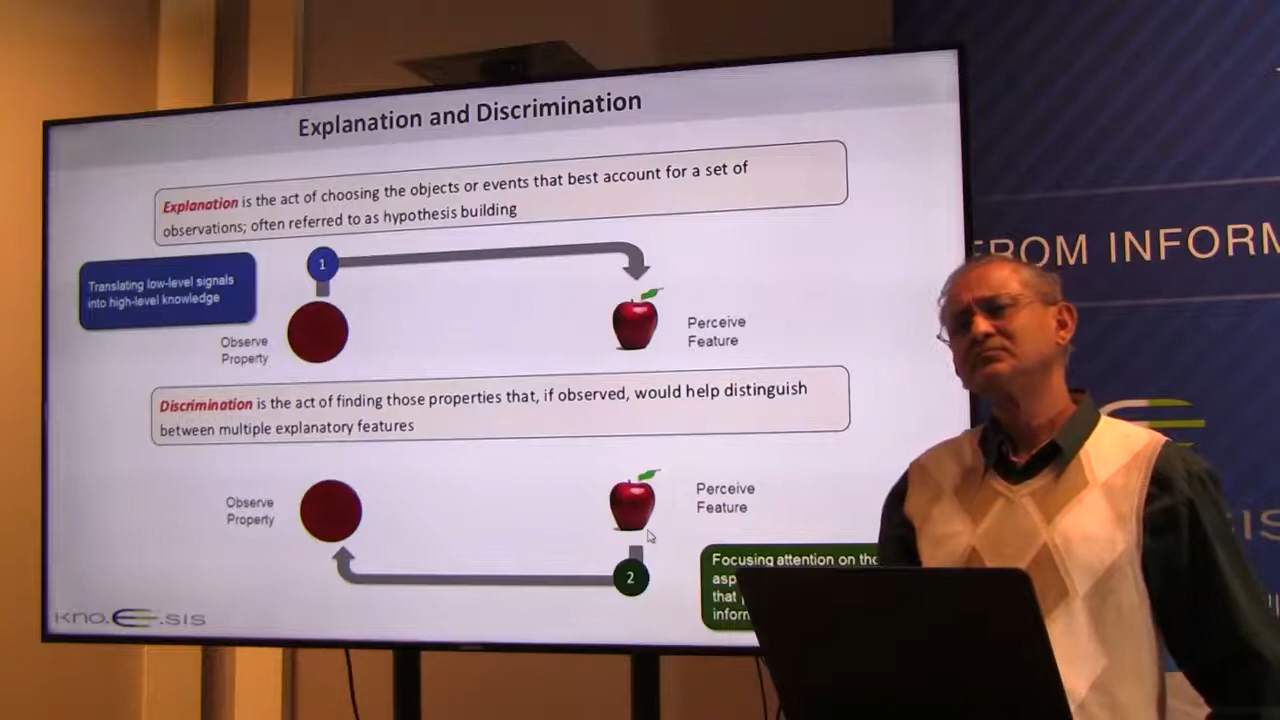 Explanation and Discrimination
Explanation is the act of choosing the objects or events that best account for a set of
observations; often referred to as hypothesis building
1
Translating low-level signals
into high-level knowledge
Observe
Property
Perceive
Feature
Discrimination is the act of finding those properties that, if observed, would help distinguish
between multiple explanatory features
Observe
Property
Perceive
Feature
2
Focusing attention on
asp
that
inform
kno.e.sis
FROM INFORM
SIS